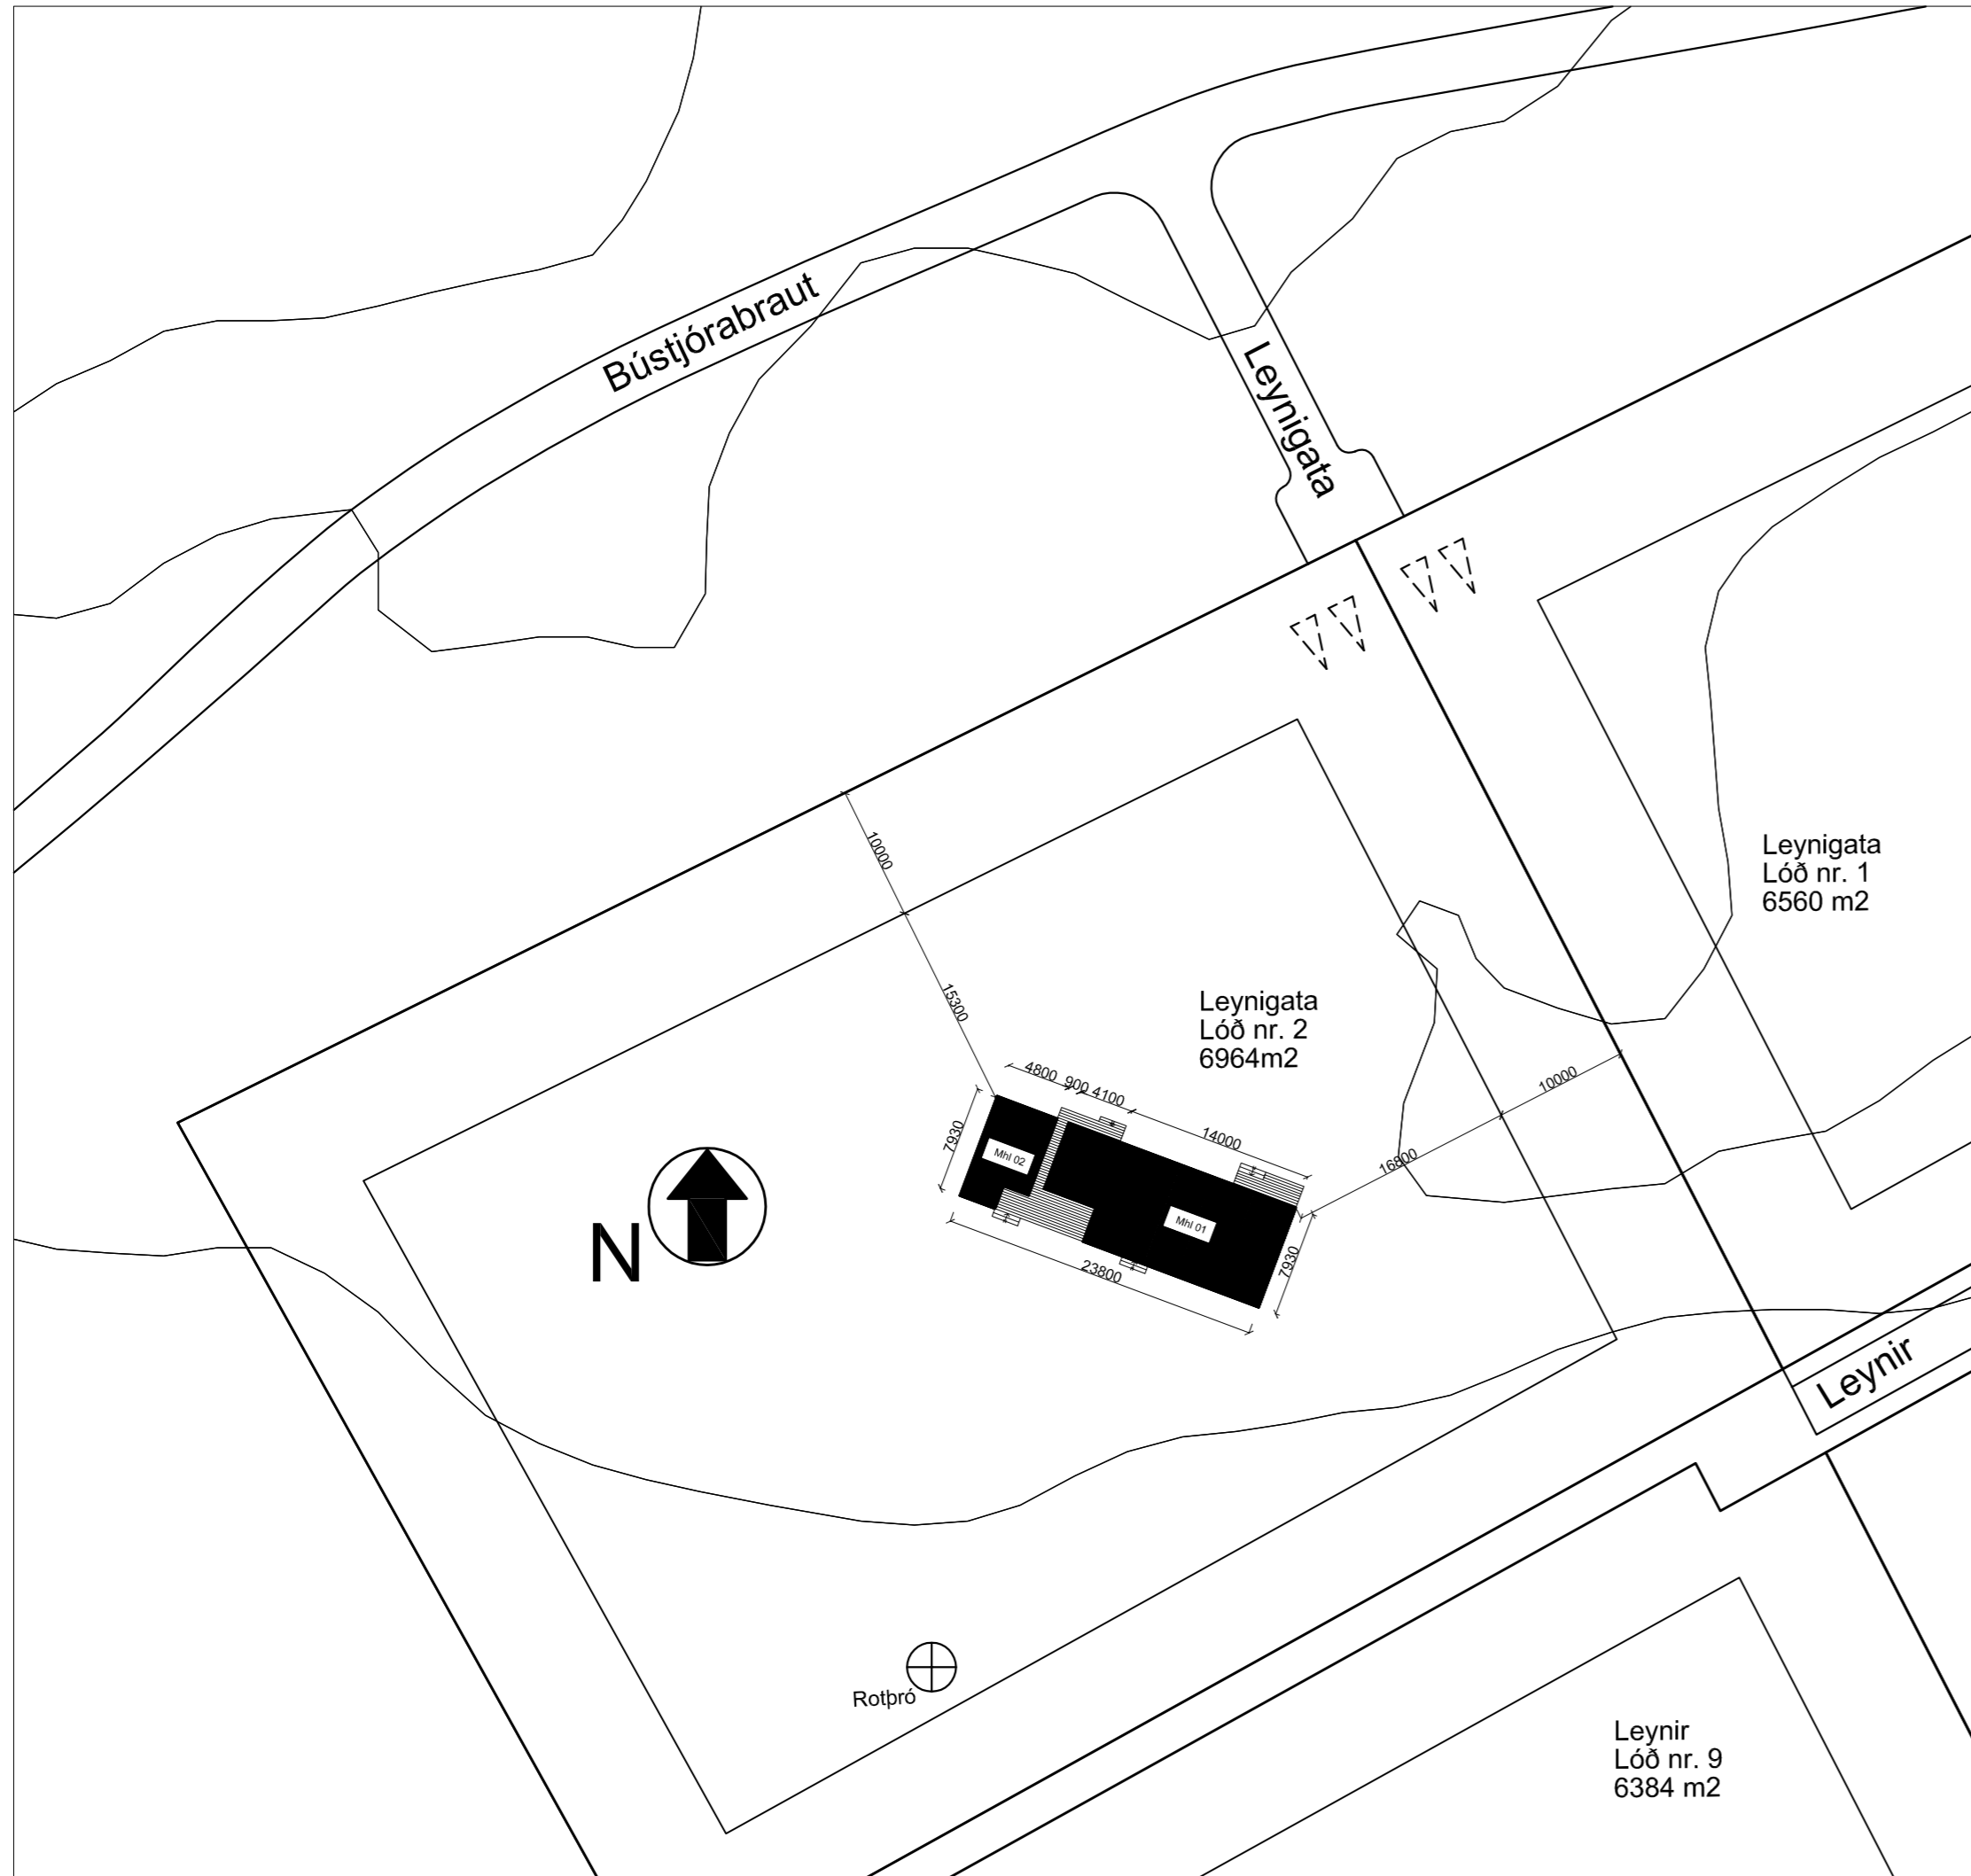 Bústjórabraut
Leynigata
10000
15300
Leynigata
Lóð nr. 1
6560 m2
Leynigata
Lóð nr. 2
6964m2
4800
900
4100
14000
10000
16800
7930
Mhl 02
Mhl 01
7930
23800
N
Leynir
Rotþró
Leynir
Lóð nr. 9
6384 m2